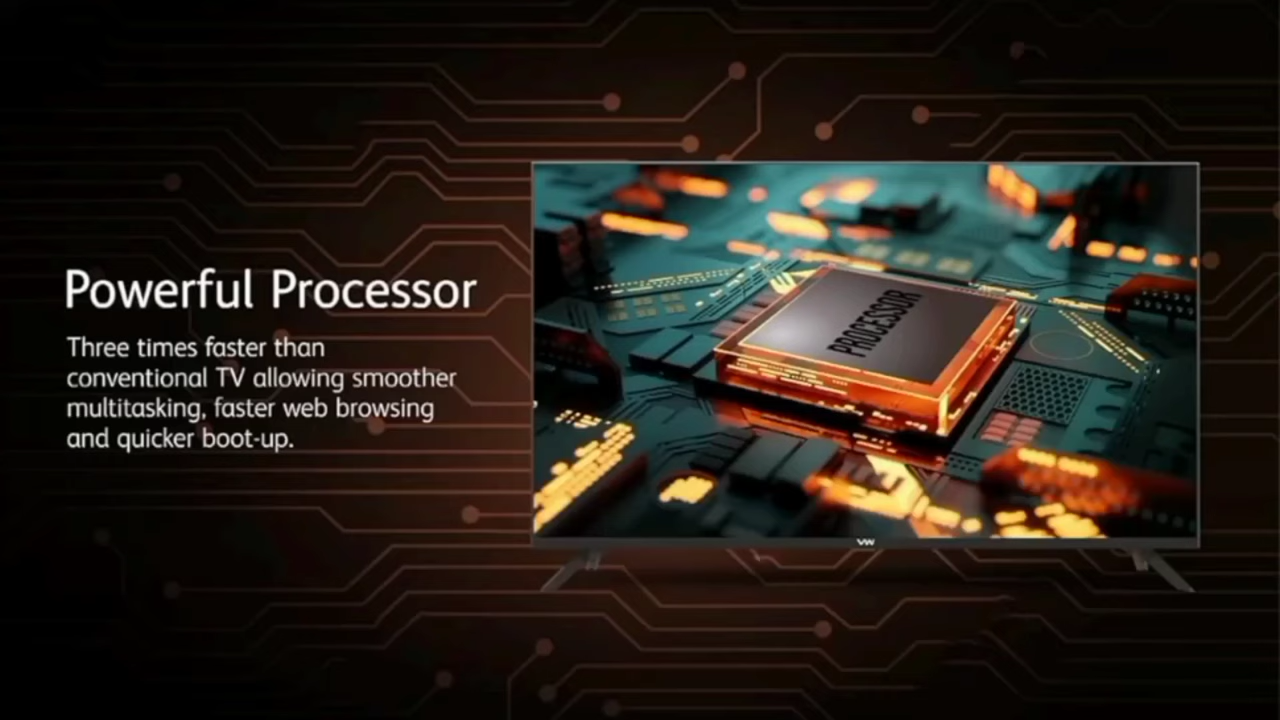 Powerful Processor
Three times faster than
conventional TV allowing smoother
multitasking, faster web browsing
and quicker boot-up.
PROCESSOR
VW